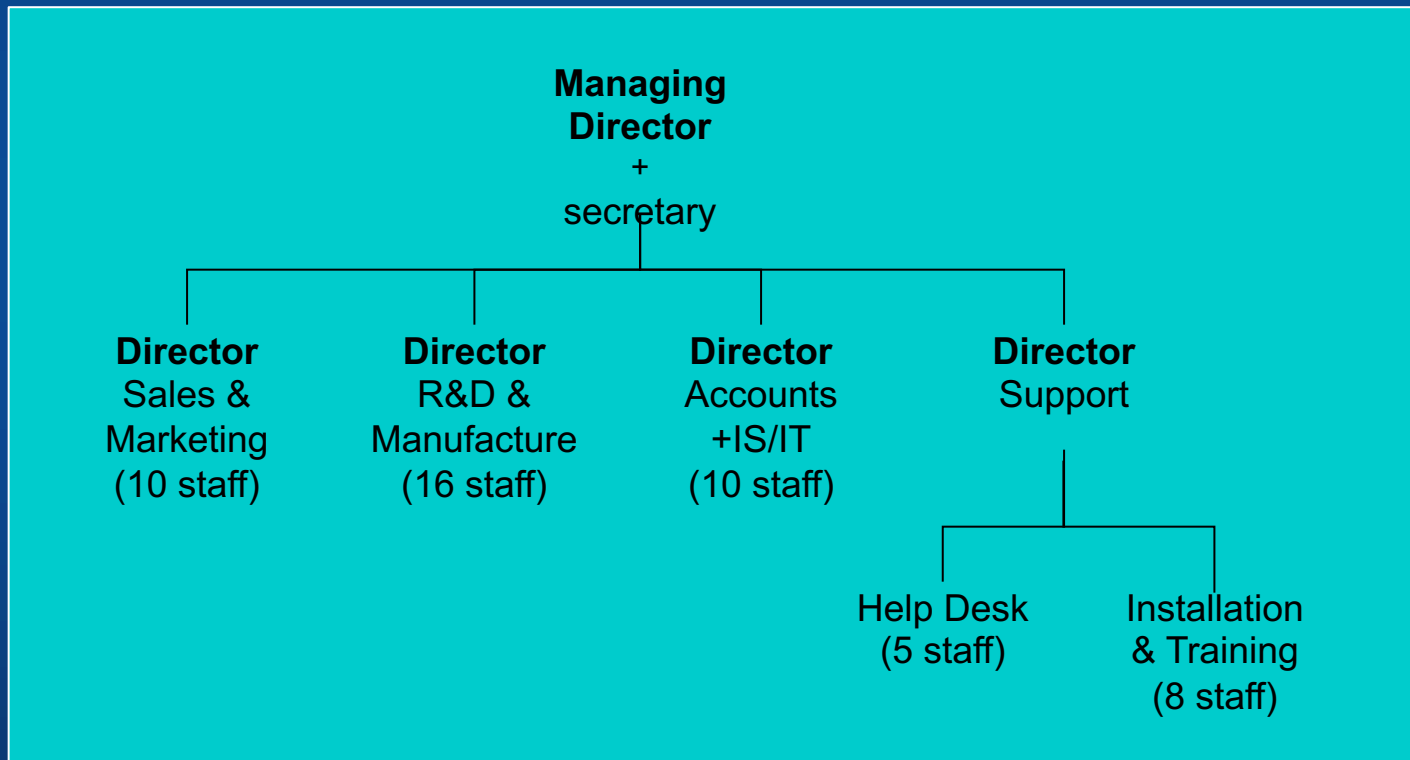 Managing
Director
+
secretary
Director
Sales &
Marketing
(10 staff)
Director
R&D &
Manufacture
(16 staff)
Director
Accounts
+IS/IT
(10 staff)
Director
Support
Help Desk
(5 staff)
Installation
& Training
(8 staff)